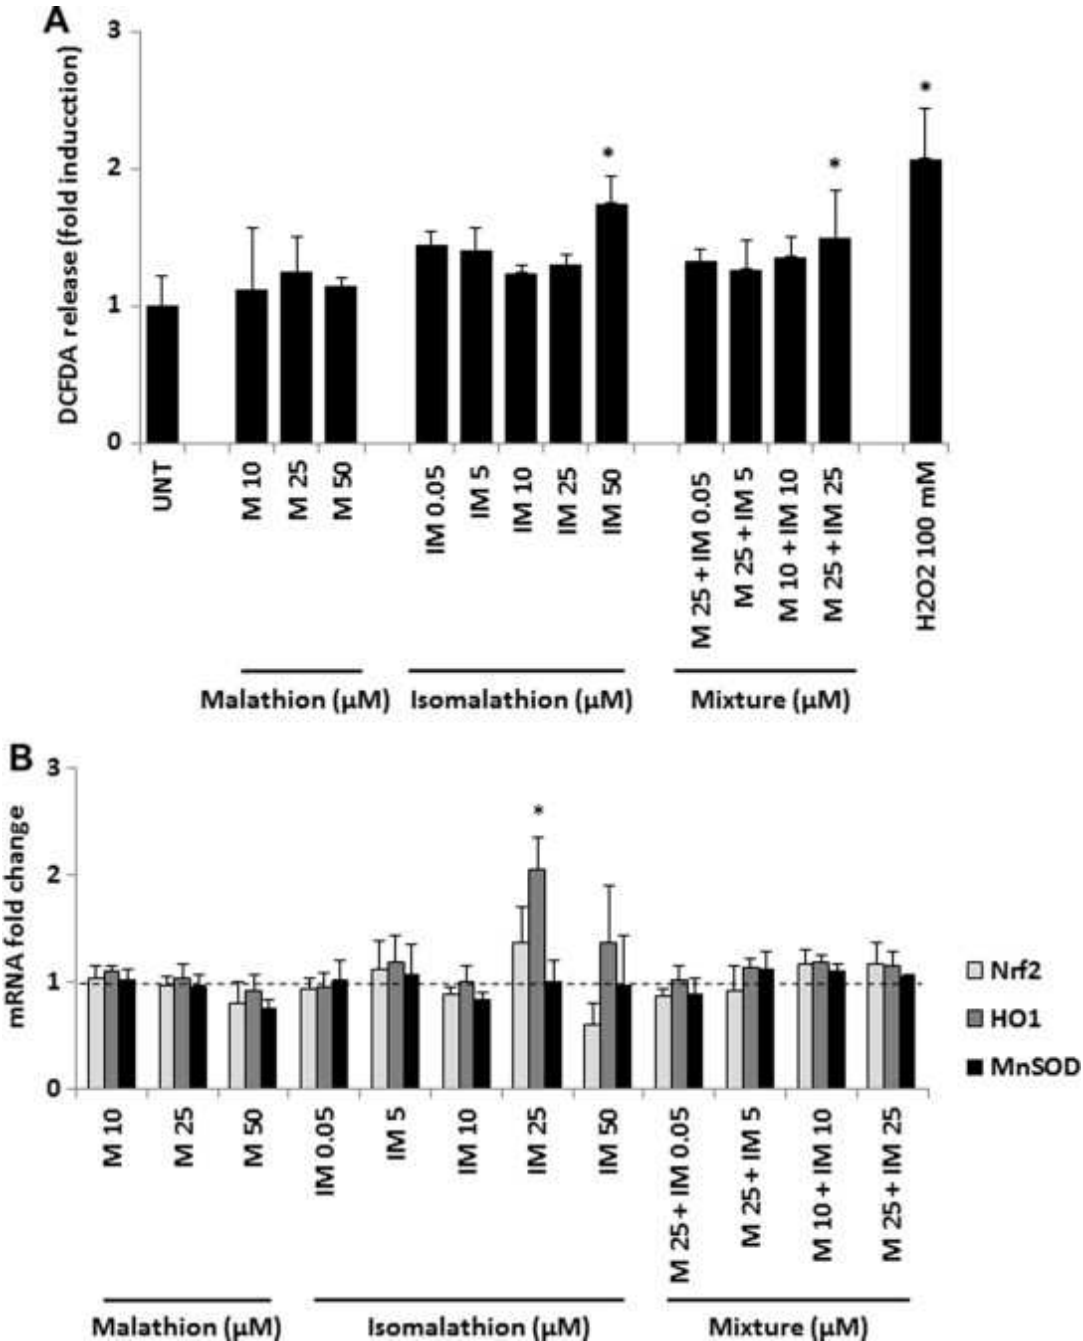 A
3
2
1
0
DCFDA release (fold inducction)
*
*
*
UNT
M 10
M 25
M 50
IM 0.05
IM 5
IM 10
IM 25
IM 50
M 25 + IM 0.05
M 25 + IM 5
M 10 + IM 10
M 25 + IM 25
H2O2 100 mM
Malathion (µM)
Isomalathion (µM)
Mixture (µM)
B
3
2
1
0
mRNA fold change
*
Nrf2
HO1
MnSOD
M 10
M 25
M 50
IM 0.05
IM 5
IM 10
IM 25
IM 50
M 25 + IM 0.05
M 25 + IM 5
M 10 + IM 10
M 25 + IM 25
Malathion (µM)
Isomalathion (µM)
Mixture (µM)